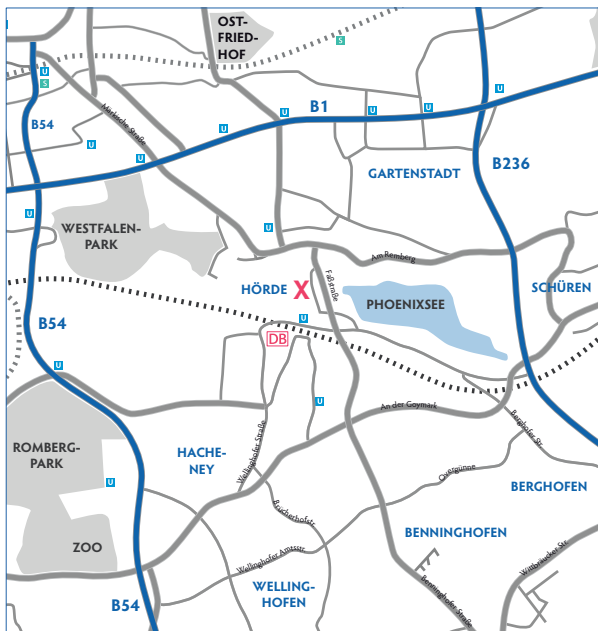 OST-
FRIED-
HOF
S
U
S
B1
U
B54
Märkische Straße
U
U
U
U
U
U
U
GARTENSTADT
B236
U
WESTFALEN-
PARK
U
Am Remberg
HÖRDE
X
Faßstraße
PHOENIXSEE
SCHÜREN
B54
U
DB
U
U
An der Goymark
Berghofer Str.
ROMBERG-
PARK
HACHE-
NEY
Wellinghofer Straße
Quergünne
U
BERGHOFEN
Brücherhofstr.
BENNINGHOFEN
ZOO
Wellinghofer Amtsstr.
Wittbräucker Str.
WELLING-
HOFEN
Benninghofer Straße
B54